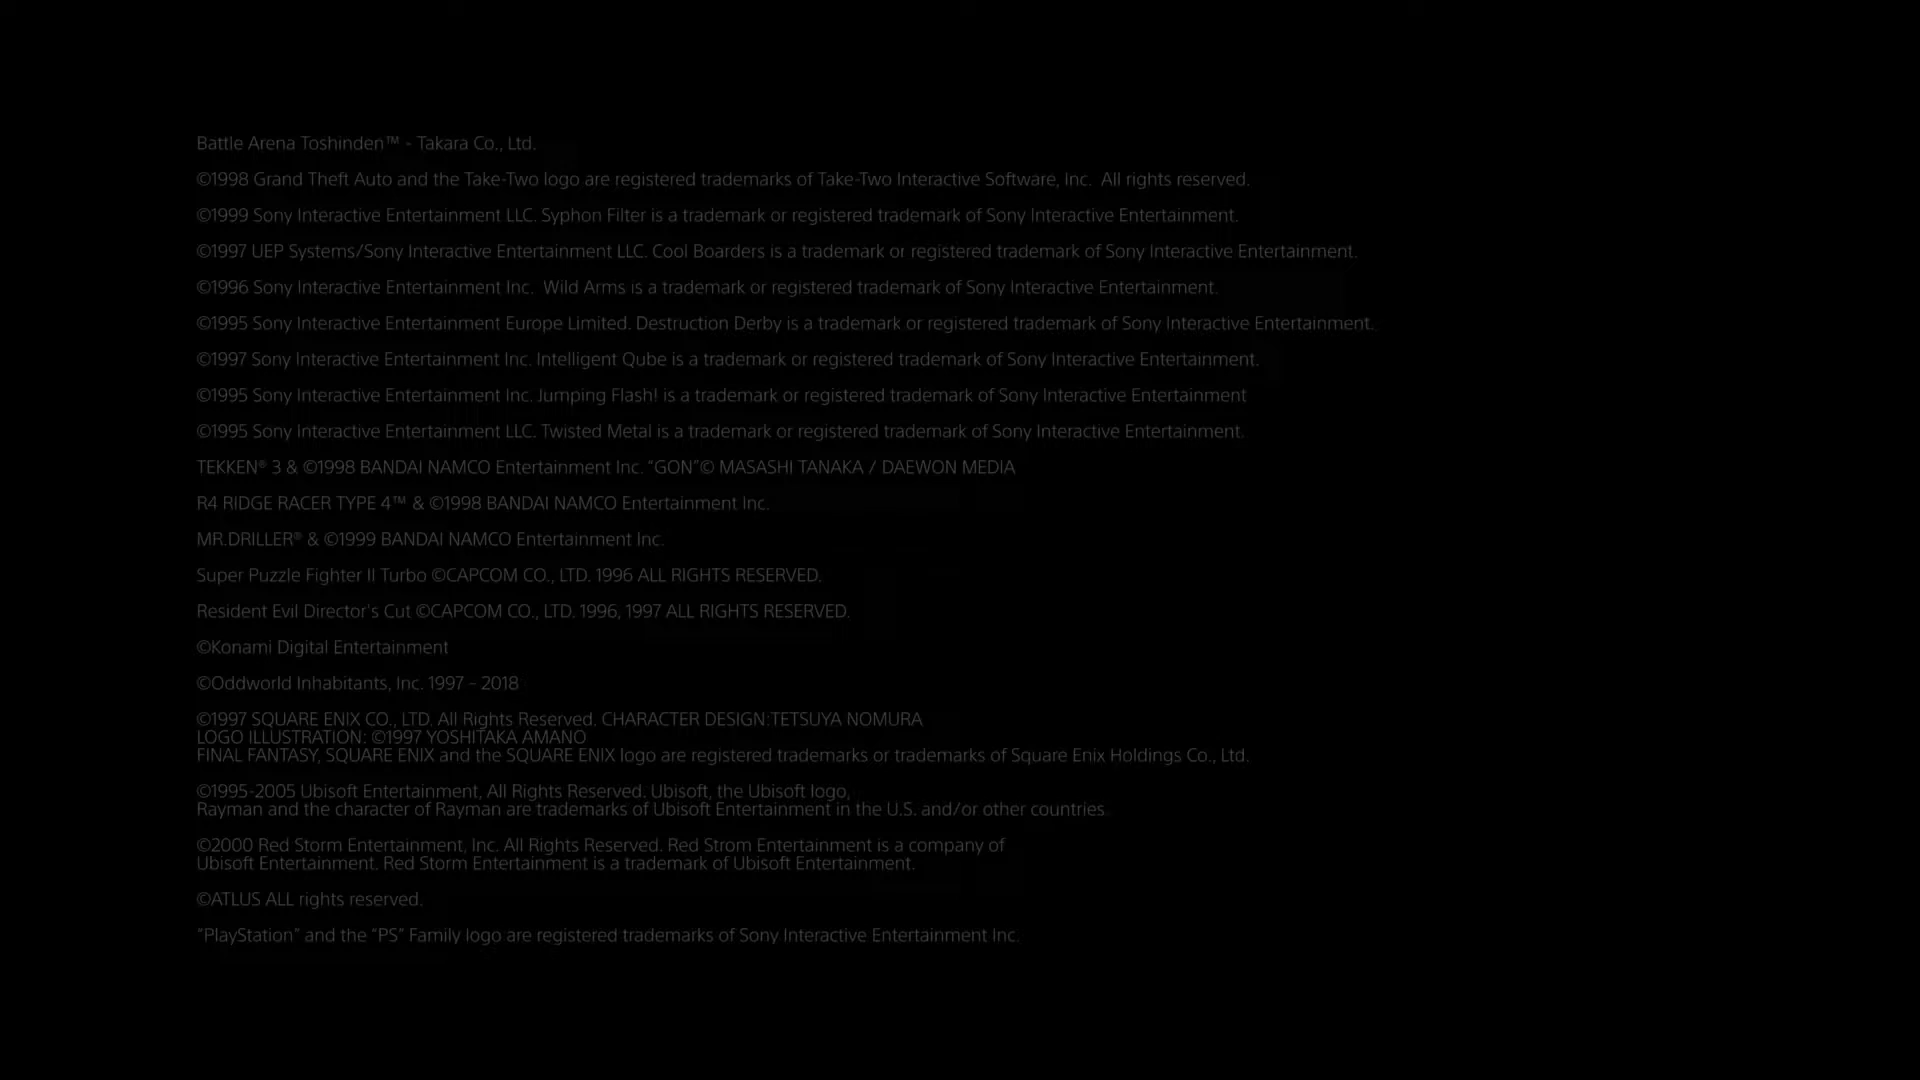 Battle Arena Toshinden™ - Takara Co., Ltd.
©1998 Grand Theft Auto and the Take-Two logo are registered trademarks of Take-Two Interactive Software, Inc.  All rights reserved.
©1999 Sony Interactive Entertainment LLC. Syphon Filter is a trademark or registered trademark of Sony Interactive Entertainment.
©1997 UEP Systems/Sony Interactive Entertainment LLC. Cool Boarders is a trademark or registered trademark of Sony Interactive Entertainment.
©1996 Sony Interactive Entertainment Inc.  Wild Arms is a trademark or registered trademark of Sony Interactive Entertainment.
©1995 Sony Interactive Entertainment Europe Limited. Destruction Derby is a trademark or registered trademark of Sony Interactive Entertainment.
©1997 Sony Interactive Entertainment Inc. Intelligent Qube is a trademark or registered trademark of Sony Interactive Entertainment.
©1995 Sony Interactive Entertainment Inc. Jumping Flash! is a trademark or registered trademark of Sony Interactive Entertainment
©1995 Sony Interactive Entertainment LLC. Twisted Metal is a trademark or registered trademark of Sony Interactive Entertainment.
TEKKEN® 3 & ©1998 BANDAI NAMCO Entertainment Inc. “GON”© MASASHI TANAKA / DAEWON MEDIA
R4 RIDGE RACER TYPE 4™ & ©1998 BANDAI NAMCO Entertainment Inc.
MR.DRILLER® & ©1999 BANDAI NAMCO Entertainment Inc.
Super Puzzle Fighter II Turbo ©CAPCOM CO., LTD. 1996 ALL RIGHTS RESERVED.
Resident Evil Director's Cut ©CAPCOM CO., LTD. 1996, 1997 ALL RIGHTS RESERVED.
©Konami Digital Entertainment
©Oddworld Inhabitants, Inc. 1997 – 2018
©1997 SQUARE ENIX CO., LTD. All Rights Reserved. CHARACTER DESIGN:TETSUYA NOMURA
LOGO ILLUSTRATION: ©1997 YOSHITAKA AMANO
FINAL FANTASY, SQUARE ENIX and the SQUARE ENIX logo are registered trademarks or trademarks of Square Enix Holdings Co., Ltd.
©1995-2005 Ubisoft Entertainment, All Rights Reserved. Ubisoft, the Ubisoft logo,
Rayman and the character of Rayman are trademarks of Ubisoft Entertainment in the U.S. and/or other countries
©2000 Red Storm Entertainment, Inc. All Rights Reserved. Red Strom Entertainment is a company of
Ubisoft Entertainment. Red Storm Entertainment is a trademark of Ubisoft Entertainment.
©ATLUS ALL rights reserved.
“PlayStation” and the “PS” Family logo are registered trademarks of Sony Interactive Entertainment Inc.